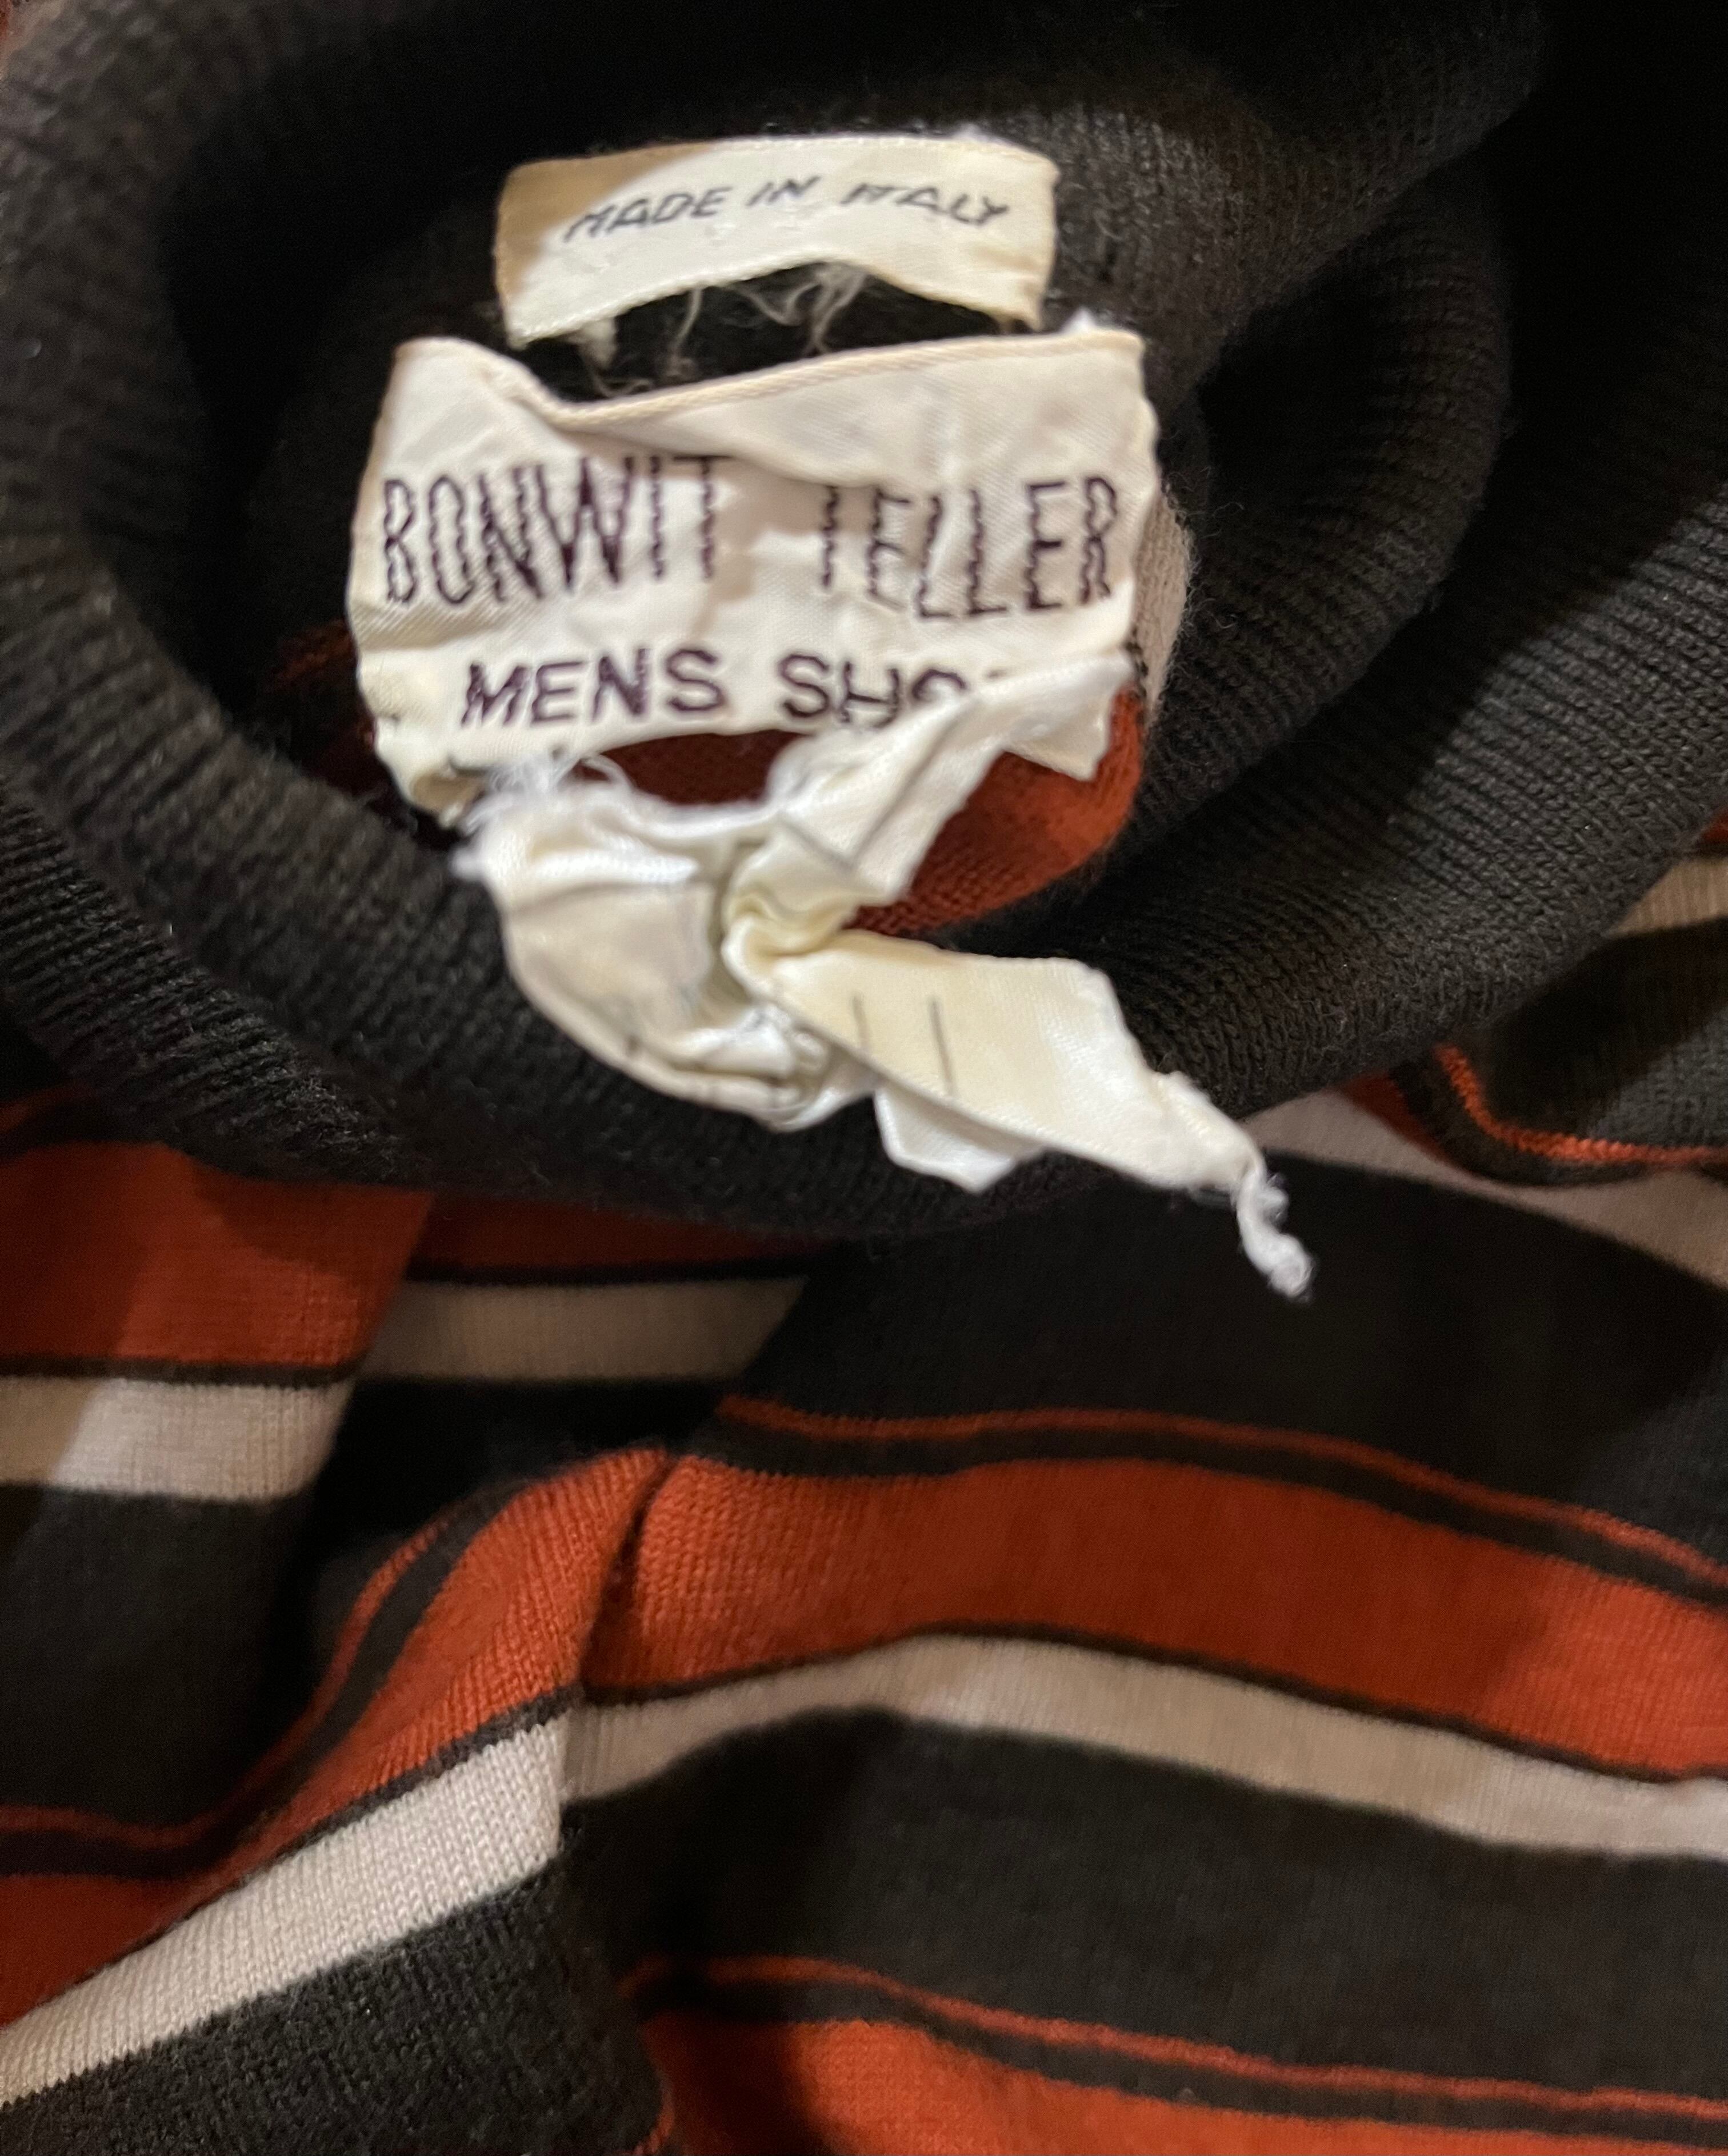 MADE IN ITALY
BONWIT TELLER
MENS SHO